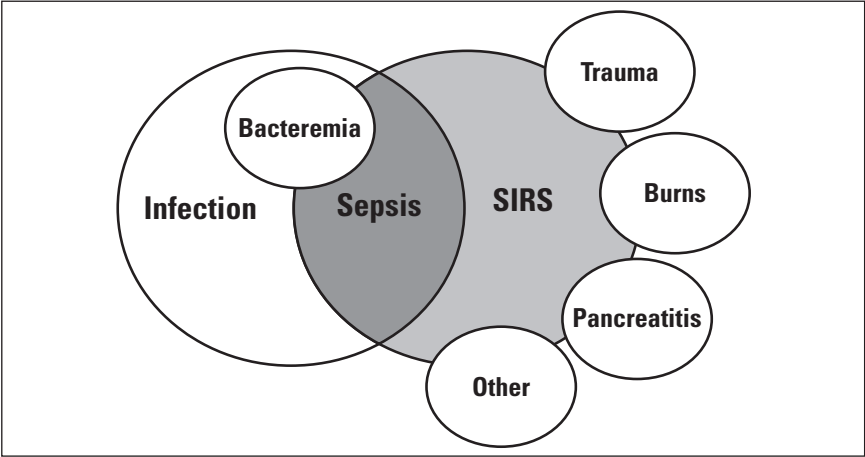 Trauma
Bacteremia
Burns
Infection
Sepsis
SIRS
Pancreatitis
Other